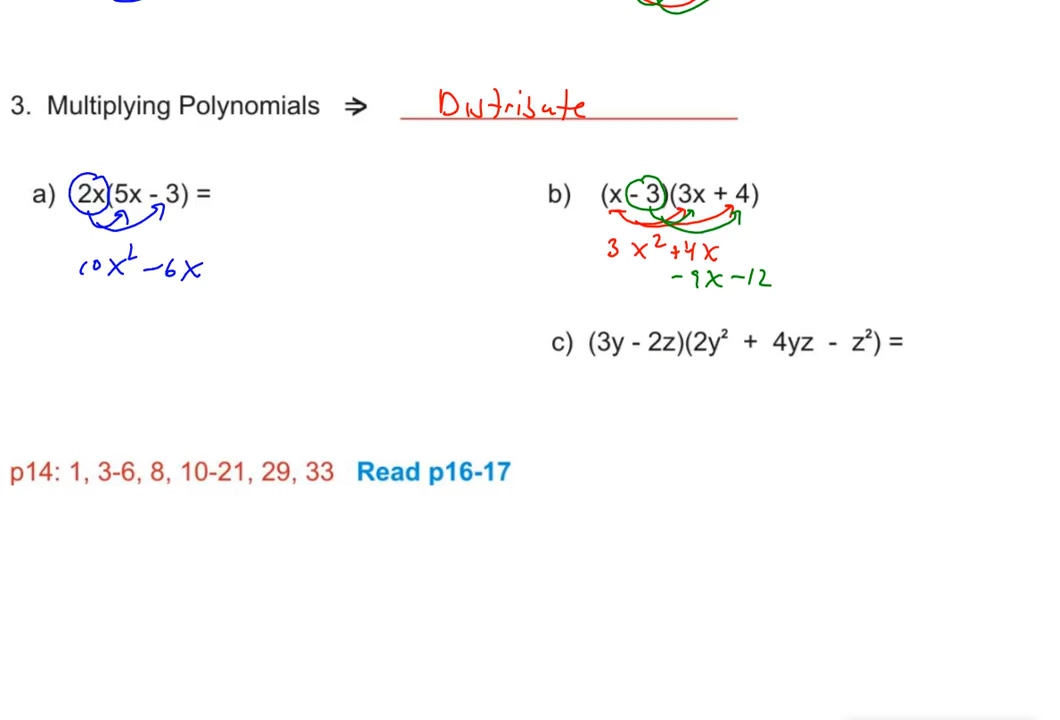 3. Multiplying Polynomials ⇒ Distribute
a) 2x(5x - 3) =
10x² - 6x
b) (x - 3)(3x + 4)
3x² + 4x
- 9x - 12
c) (3y - 2z)(2y² + 4yz - z²) =
p14: 1, 3-6, 8, 10-21, 29, 33 Read p16-17